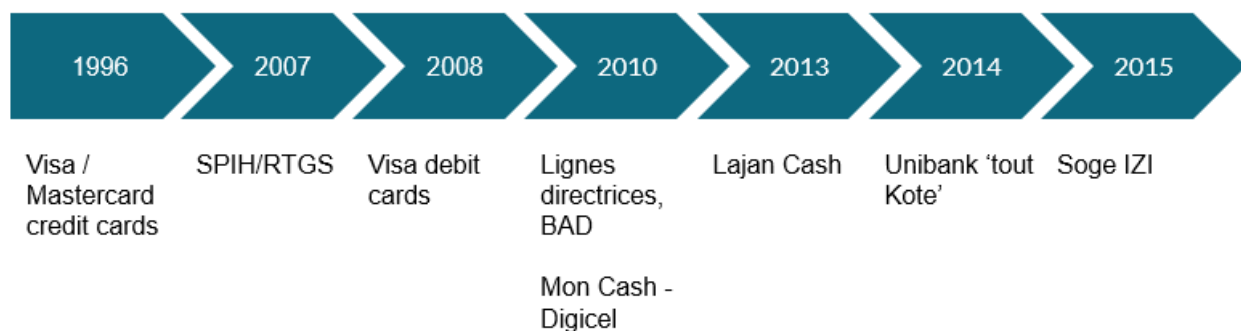 1996
2007
2008
2010
2013
2014
2015
Visa /
Mastercard
credit cards
SPIH/RTGS
Visa debit
cards
Lignes
directrices,
BAD
Mon Cash -
Digicel
Lajan Cash
Unibank ‘tout
Kote’
Soge IZI